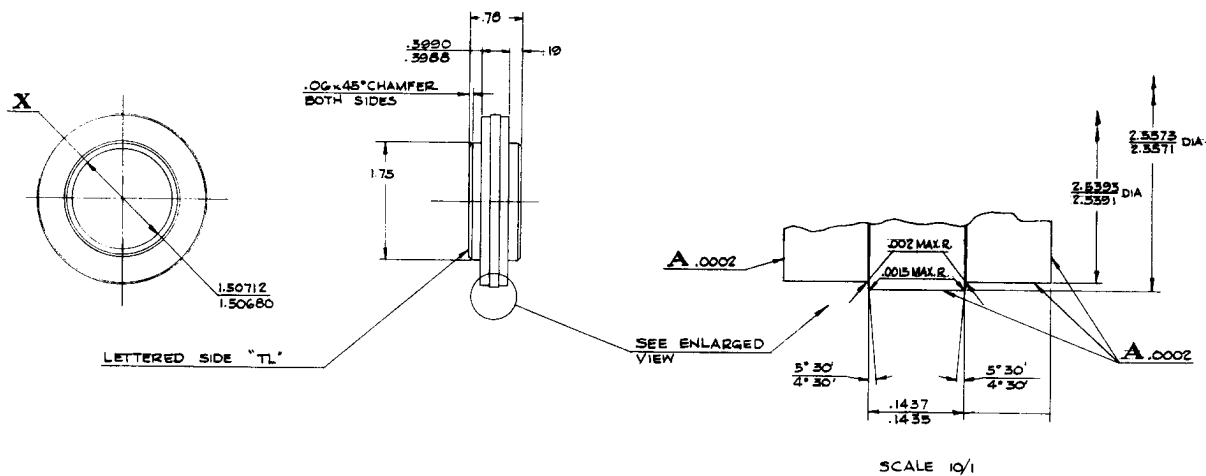 .78
.3990
.3988
.19
.06 x 45° CHAMFER
BOTH SIDES
X
1.75
1.50712
1.50680
LETTERED SIDE "TL"
SEE ENLARGED
VIEW
2.5573
2.5571 DIA.
2.5393
2.5391 DIA
.002 MAX. R.
.0015 MAX. R.
A .0002
A .0002
5° 30'
4° 30'
5° 30'
4° 30'
.1437
.1435
SCALE 10/1